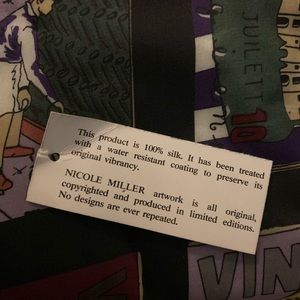 JUILETT
10
This product is 100% silk. It has been treated
with a water resistant coating to preserve its
original vibrancy.
NICOLE MILLER artwork is all original,
copyrighted and produced in limited editions.
No designs are ever repeated.
VIN